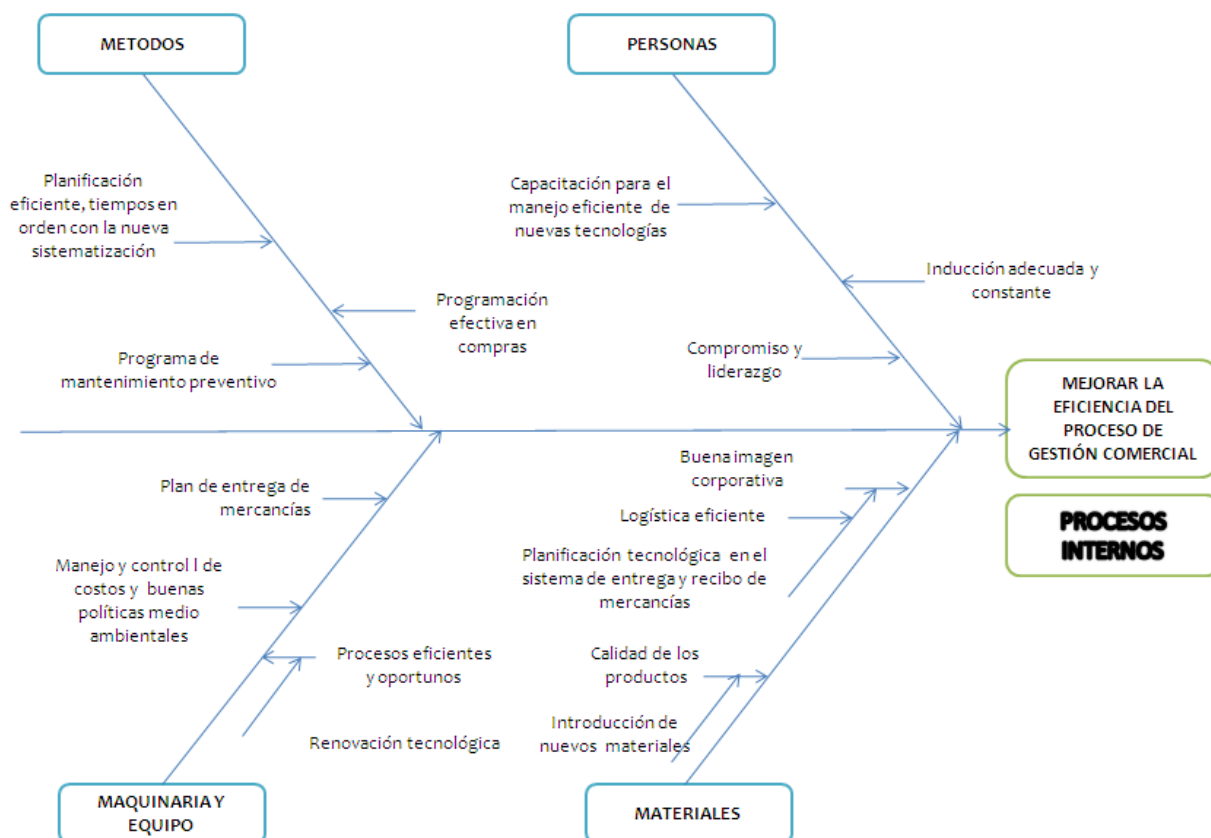 METODOS
PERSONAS
Planificación
eficiente, tiempos en
orden con la nueva
sistematización
Capacitación para el
manejo eficiente de
nuevas tecnologías
Inducción adecuada y
constante
Programación
efectiva en
compras
Programa de
mantenimiento preventivo
Compromiso y
liderazgo
MEJORAR LA
EFICIENCIA DEL
PROCESO DE
GESTIÓN COMERCIAL
PROCESOS
INTERNOS
Plan de entrega de
mercancías
Buena imagen
corporativa
Logística eficiente
Planificación tecnológica en el
sistema de entrega y recibo de
mercancías
Manejo y control l de
costos y buenas
políticas medio
ambientales
Procesos eficientes
y oportunos
Calidad de los
productos
Renovación tecnológica
Introducción de
nuevos materiales
MAQUINARIA Y
EQUIPO
MATERIALES